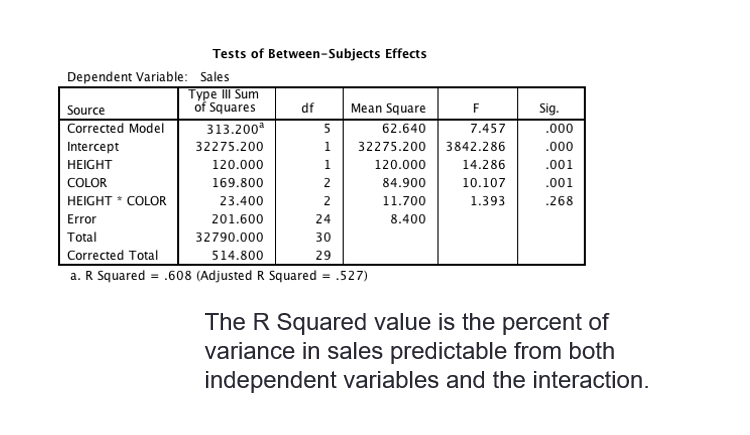 Tests of Between-Subjects Effects
Dependent Variable: Sales
Source Type III Sum of Squares df Mean Square F Sig.
Corrected Model 313.200a 5 62.640 7.457 .000
Intercept 32275.200 1 32275.200 3842.286 .000
HEIGHT 120.000 1 120.000 14.286 .001
COLOR 169.800 2 84.900 10.107 .001
HEIGHT * COLOR 23.400 2 11.700 1.393 .268
Error 201.600 24 8.400
Total 32790.000 30
Corrected Total 514.800 29
a. R Squared = .608 (Adjusted R Squared = .527)
The R Squared value is the percent of
variance in sales predictable from both
independent variables and the interaction.